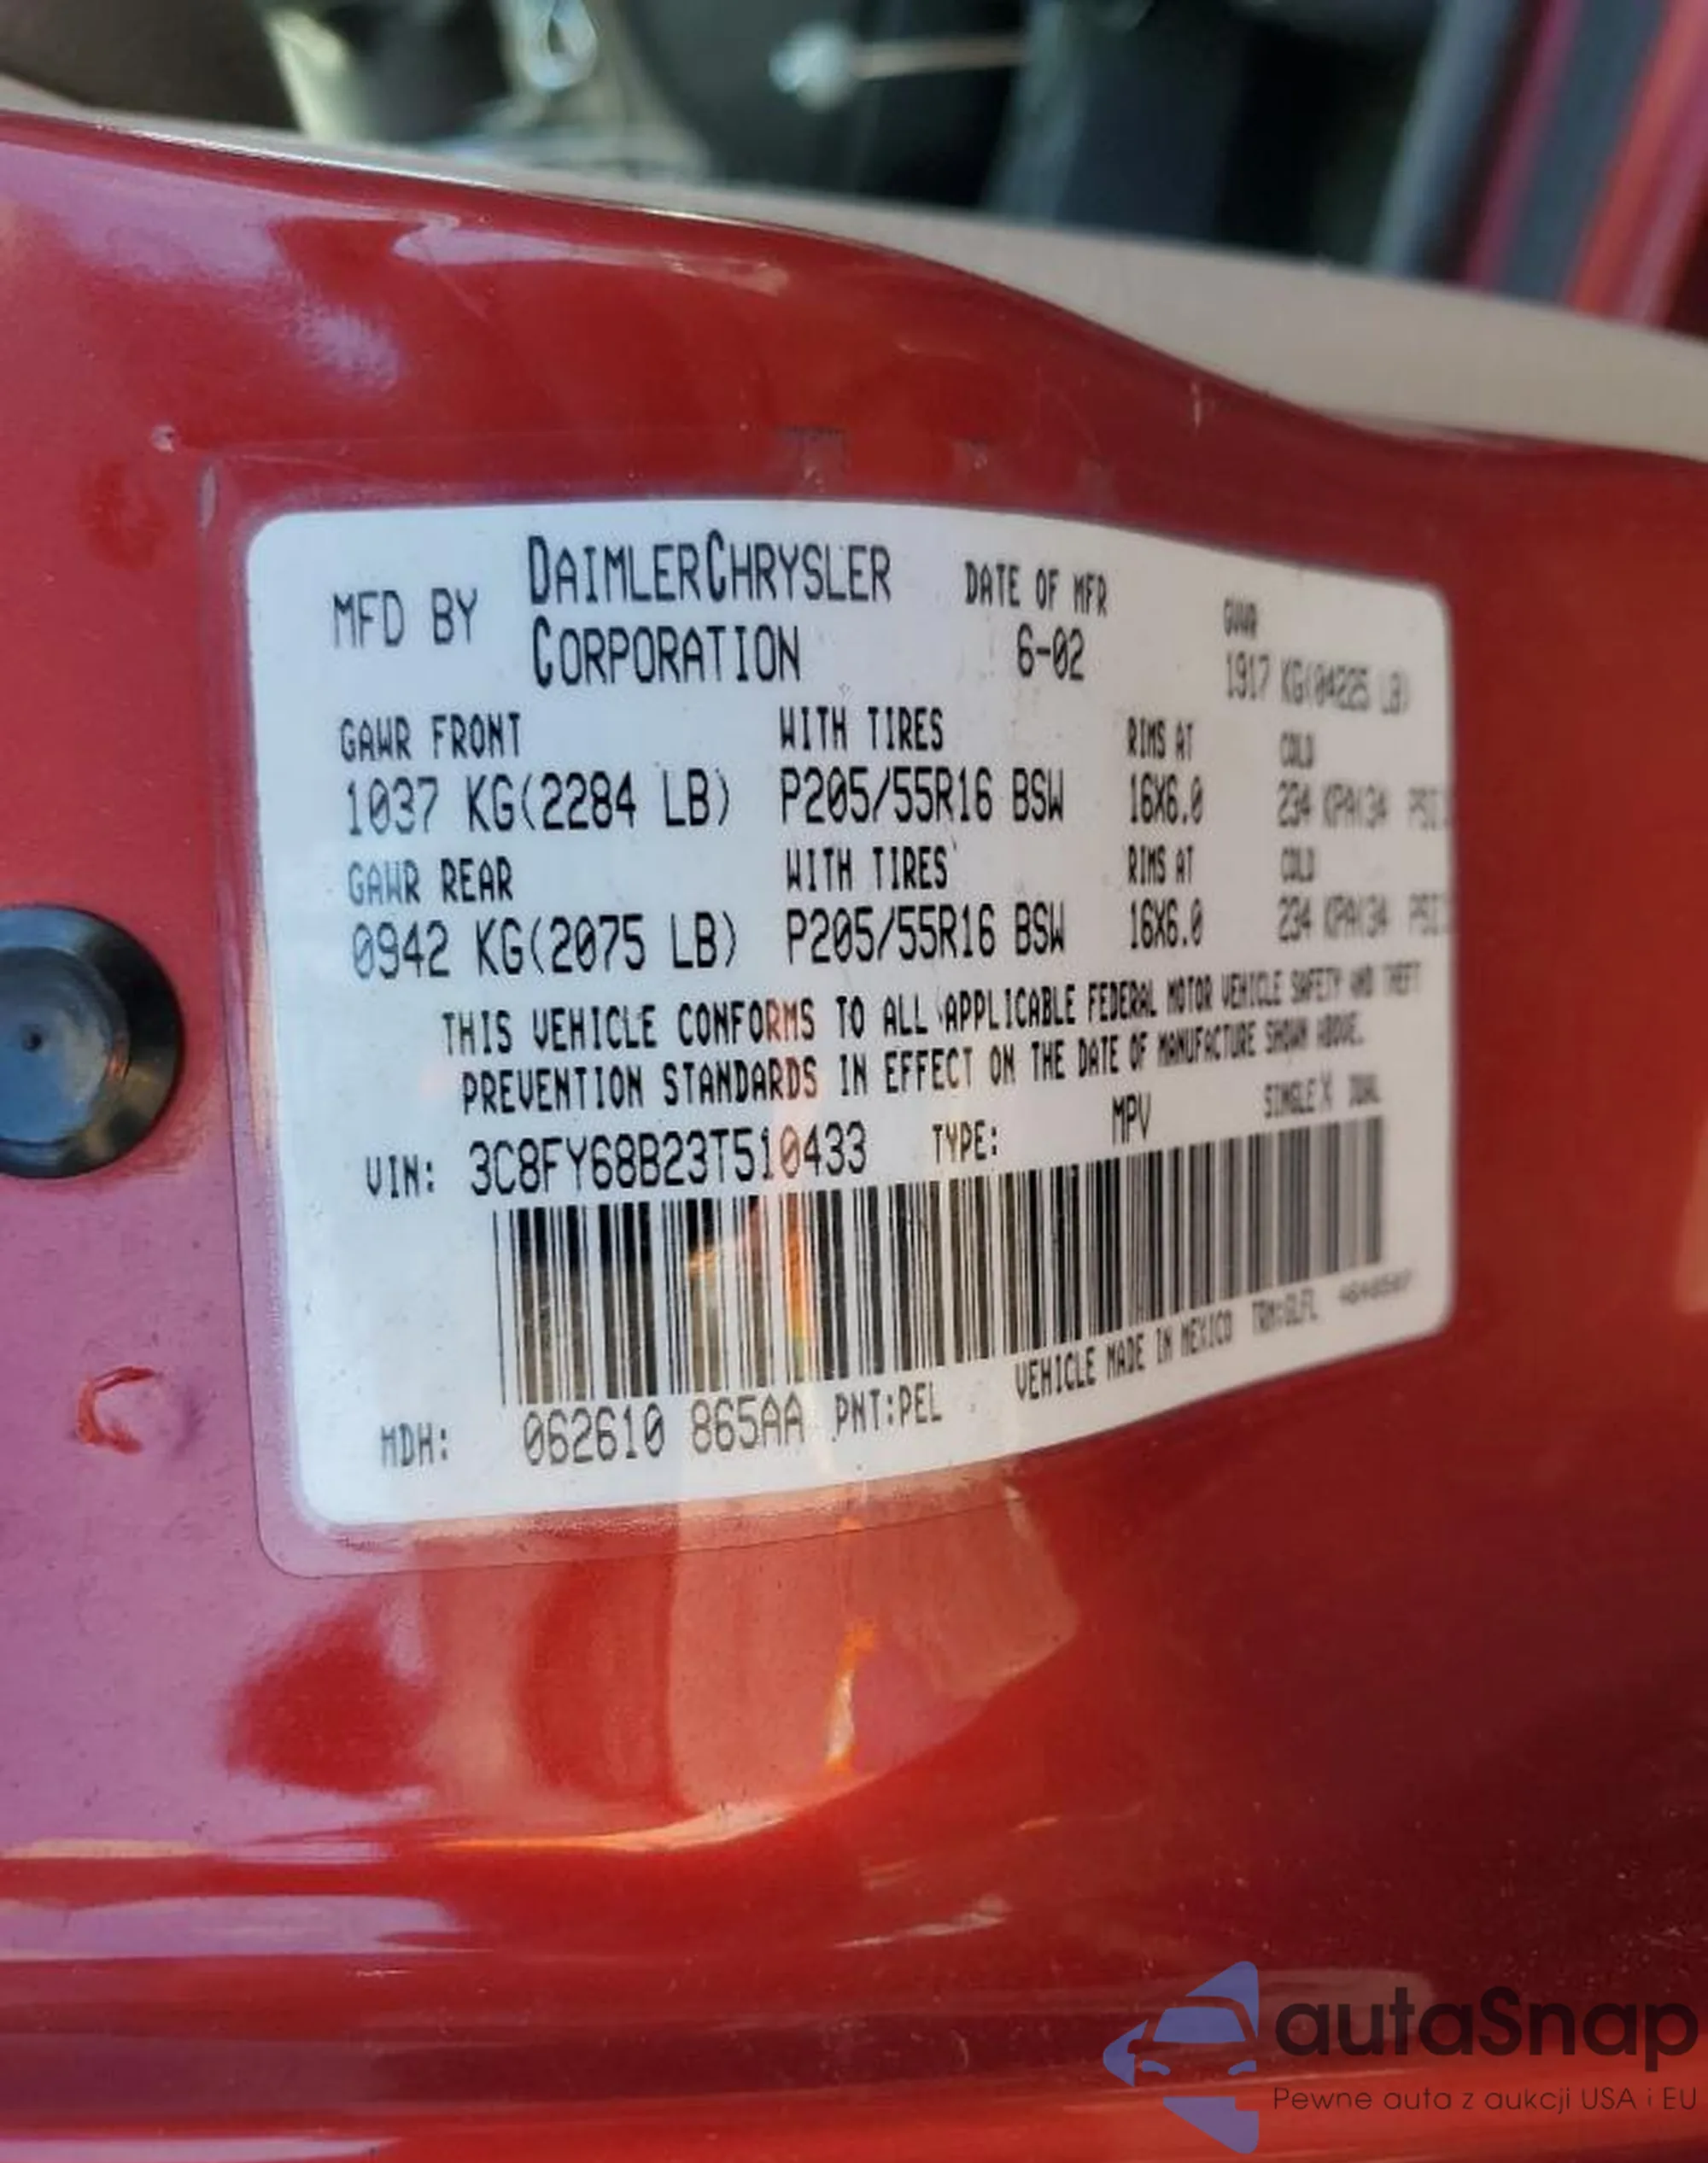 MFD BY DAIMLERCHRYSLER CORPORATION DATE OF MFR 6-02 GVWR 1917 KG(04225 LB)
GAWR FRONT WITH TIRES RIMS AT COLD
1037 KG(2284 LB) P205/55R16 BSW 16X6.0 234 KPA(34 PSI)
GAWR REAR WITH TIRES RIMS AT COLD
0942 KG(2075 LB) P205/55R16 BSW 16X6.0 234 KPA(34 PSI)
THIS VEHICLE CONFORMS TO ALL APPLICABLE FEDERAL MOTOR VEHICLE SAFETY AND THEFT
PREVENTION STANDARDS IN EFFECT ON THE DATE OF MANUFACTURE SHOWN ABOVE.
VIN: 3C8FY68B23T510433 TYPE: MPV SINGLE X DUAL
MDH: 062610 865AA PNT:PEL VEHICLE MADE IN MEXICO TRM:GLFL
autaSnap
Pewne auta z aukcji USA i EU